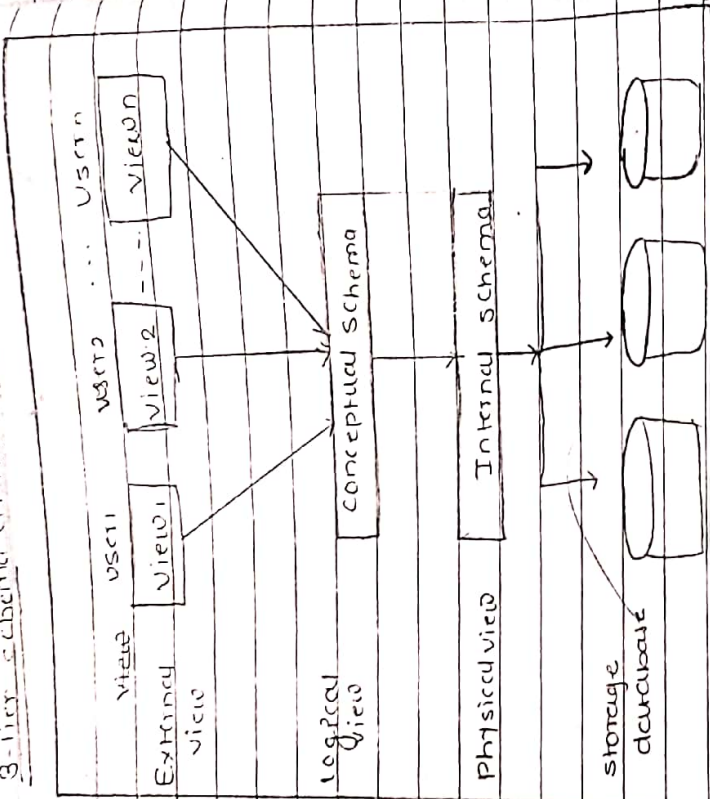 3-Tier schema
user1 user2 ... usern
view
View1 View2 ---- Viewn
External
view
Logical
view
Conceptual Schema
Physical view
Internal schema
storage
database